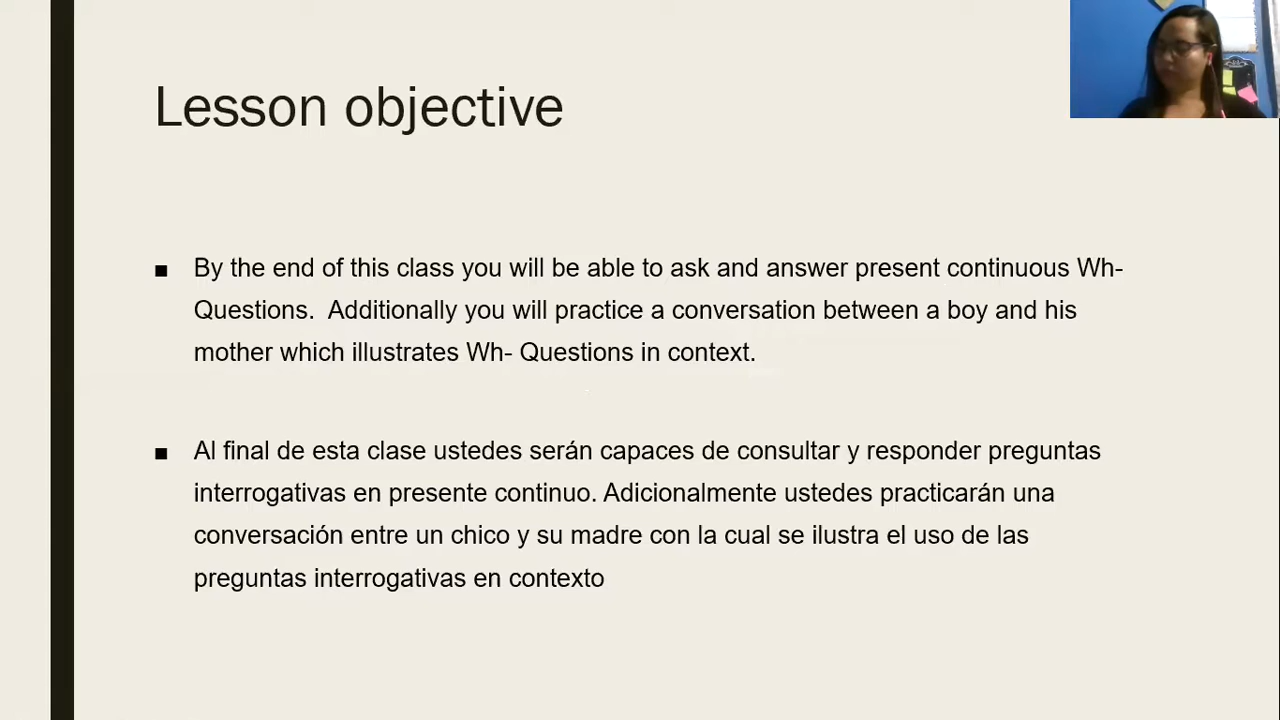 Lesson objective
■ By the end of this class you will be able to ask and answer present continuous Wh-
Questions.  Additionally you will practice a conversation between a boy and his
mother which illustrates Wh- Questions in context.
■ Al final de esta clase ustedes serán capaces de consultar y responder preguntas
interrogativas en presente continuo. Adicionalmente ustedes practicarán una
conversación entre un chico y su madre con la cual se ilustra el uso de las
preguntas interrogativas en contexto